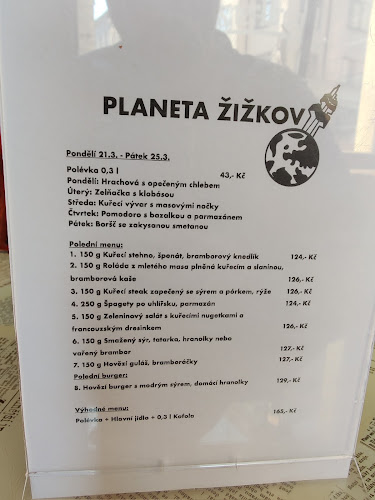 PLANETA ŽIŽKOV
Pondělí 21.3. - Pátek 25.3.
Polévka 0,3 l 43,- Kč
Pondělí: Hrachová s opečeným chlebem
Úterý: Zelňačka s klobásou
Středa: Kuřecí vývar s masovými nočky
Čtvrtek: Pomodoro s bazalkou a parmazánem
Pátek: Boršč se zakysanou smetanou
Polední menu:
1. 150 g Kuřecí stehno, špenát, bramborový knedlík 124,- Kč
2. 150 g Roláda z mletého masa plněná kuřecím a slaninou,
bramborová kaše 126,- Kč
3. 150 g Kuřecí steak zapečený se sýrem a pórkem, rýže 126,- Kč
4. 250 g Špagety po uhlířsku, parmazán 124,- Kč
5. 150 g Zeleninový salát s kuřecími nugetkami a
francouzským dresinkem 126,- Kč
6. 150 g Smažený sýr, tatarka, hranolky nebo
vařený brambor 127,- Kč
7. 150 g Hovězí guláš, bramboráčky 127,- Kč
Polední burger:
8. Hovězí burger s modrým sýrem, domácí hranolky 129,- Kč
Výhodné menu:
Polévka + Hlavní jídlo + 0,3 l Kofola 165,- Kč